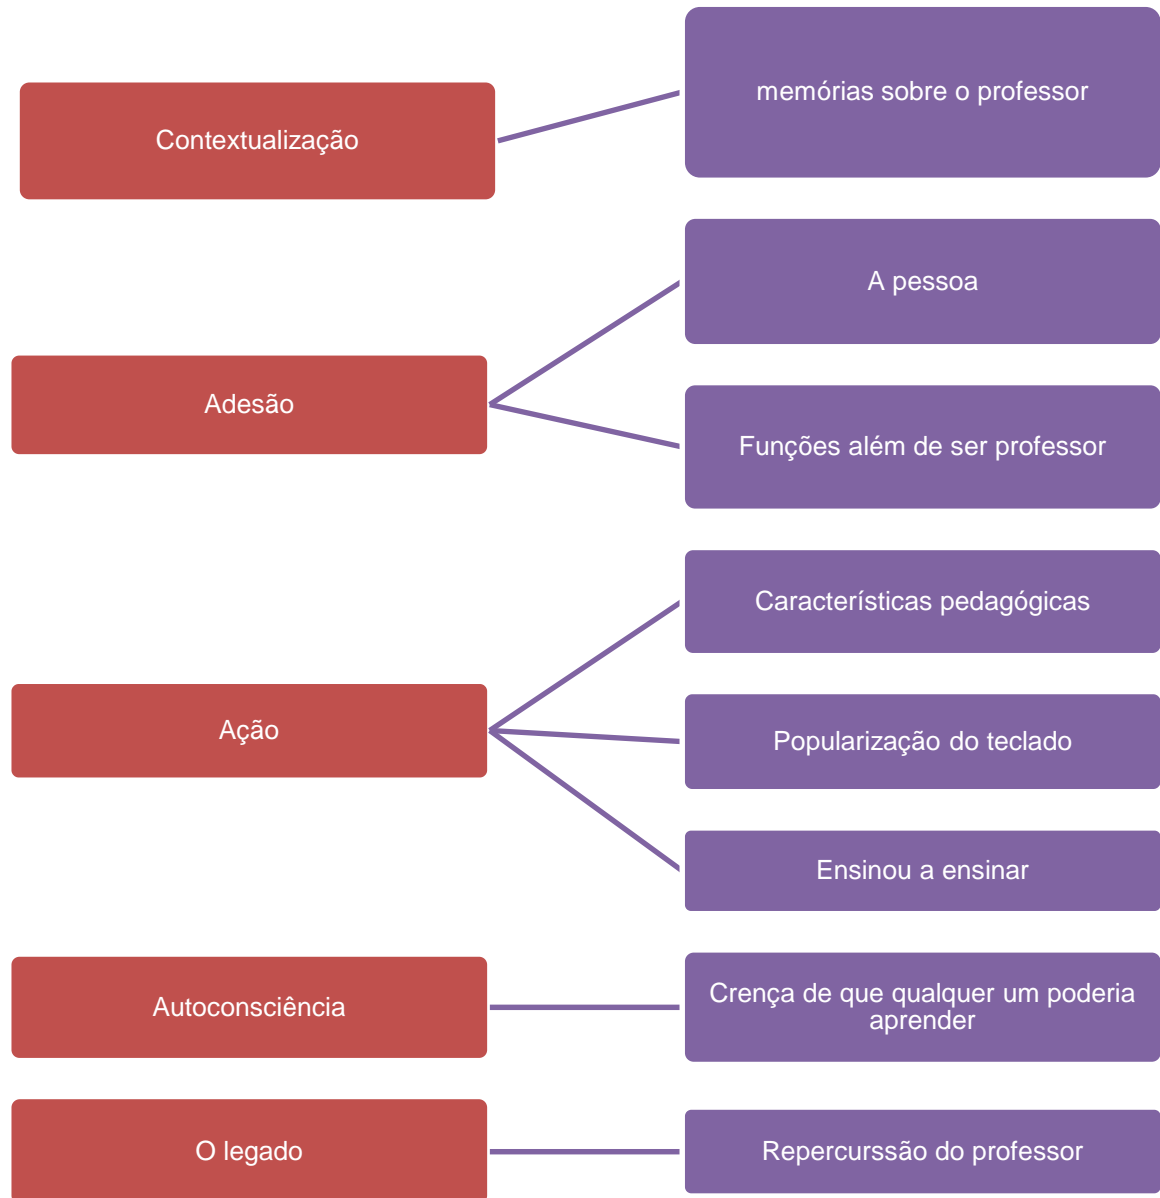 Contextualização
memórias sobre o professor
Adesão
A pessoa
Funções além de ser professor
Ação
Características pedagógicas
Popularização do teclado
Ensinou a ensinar
Autoconsciência
Crença de que qualquer um poderia
aprender
O legado
Repercurssão do professor